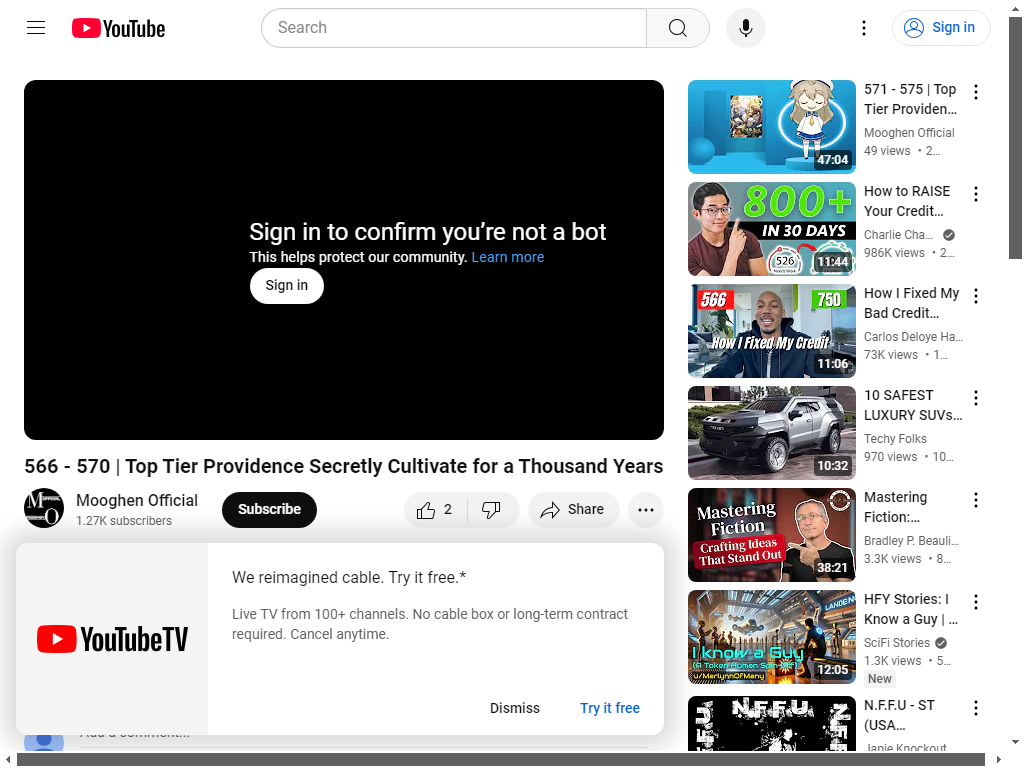 YouTube
Search
Sign in
Sign in to confirm you're not a bot
This helps protect our community. Learn more
Sign in
566 - 570 | Top Tier Providence Secretly Cultivate for a Thousand Years
Mooghen Official
1.27K subscribers
Subscribe
2
Share
We reimagined cable. Try it free.*
Live TV from 100+ channels. No cable box or long-term contract
required. Cancel anytime.
YouTubeTV
Dismiss
Try it free
Add a comment...
47:04
571 - 575 | Top
Tier Providen...
Mooghen Official
49 views • 2...
800+
IN 30 DAYS
526
11:44
How to RAISE
Your Credit...
Charlie Cha...
986K views • 2...
566
750
How I Fixed My Credit
11:06
How I Fixed My
Bad Credit...
Carlos Deloye Ha...
73K views • 1...
10:32
10 SAFEST
LUXURY SUVs...
Techy Folks
970 views • 10...
Mastering
Fiction
Crafting Ideas
That Stand Out
38:21
Mastering
Fiction:...
Bradley P. Beauli...
3.3K views • 8...
I know a Guy
(A Token Human Spin-Off)
u/MarlynnOfMany
12:05
HFY Stories: I
Know a Guy | ...
SciFi Stories
1.3K views • 5...
New
N.F.F.U
N.F.F.U - ST
(USA...
Janie Knockout